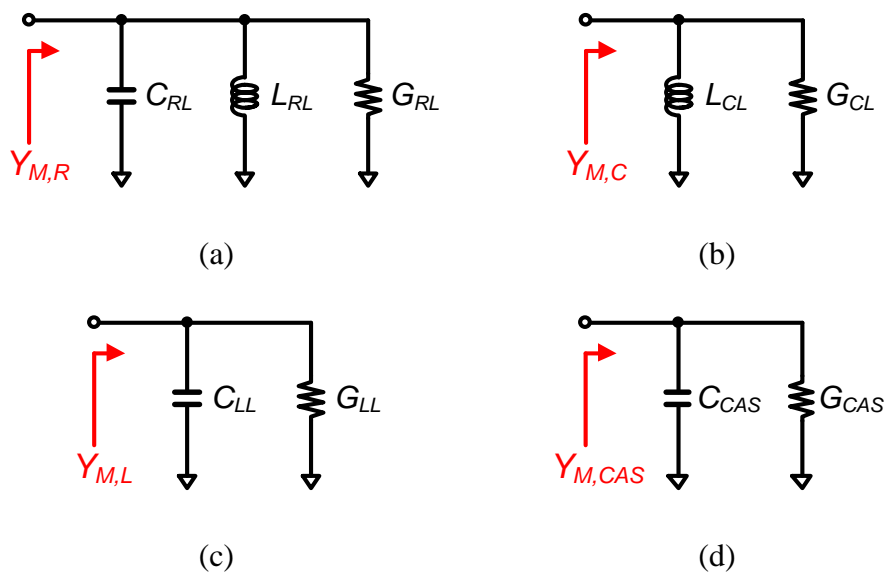 C_RL L_RL G_RL
Y_M,R
(a)
L_CL G_CL
Y_M,C
(b)
C_LL G_LL
Y_M,L
(c)
C_CAS G_CAS
Y_M,CAS
(d)